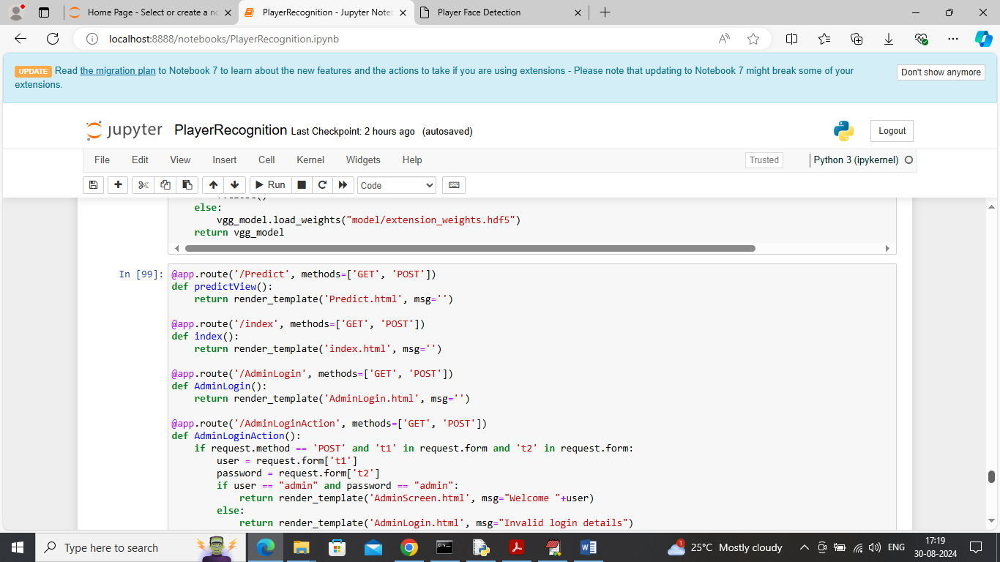 Home Page - Select or create a no
PlayerRecognition - Jupyter Note
Player Face Detection
localhost:8888/notebooks/PlayerRecognition.ipynb
UPDATE Read the migration plan to Notebook 7 to learn about the new features and the actions to take if you are using extensions - Please note that updating to Notebook 7 might break some of your
extensions.
Don't show anymore
jupyter PlayerRecognition Last Checkpoint: 2 hours ago (autosaved)
Logout
File Edit View Insert Cell Kernel Widgets Help
Trusted
Python 3 (ipykernel)
Run
Code
    else:
        vgg_model.load_weights("model/extension_weights.hdf5")
    return vgg_model
In [99]:
@app.route('/Predict', methods=['GET', 'POST'])
def predictView():
    return render_template('Predict.html', msg='')
@app.route('/index', methods=['GET', 'POST'])
def index():
    return render_template('index.html', msg='')
@app.route('/AdminLogin', methods=['GET', 'POST'])
def AdminLogin():
    return render_template('AdminLogin.html', msg='')
@app.route('/AdminLoginAction', methods=['GET', 'POST'])
def AdminLoginAction():
    if request.method == 'POST' and 't1' in request.form and 't2' in request.form:
        user = request.form['t1']
        password = request.form['t2']
        if user == "admin" and password == "admin":
            return render_template('AdminScreen.html', msg="Welcome "+user)
        else:
            return render_template('AdminLogin.html', msg="Invalid login details")
Type here to search
1
25°C Mostly cloudy
ENG
17:19
30-08-2024